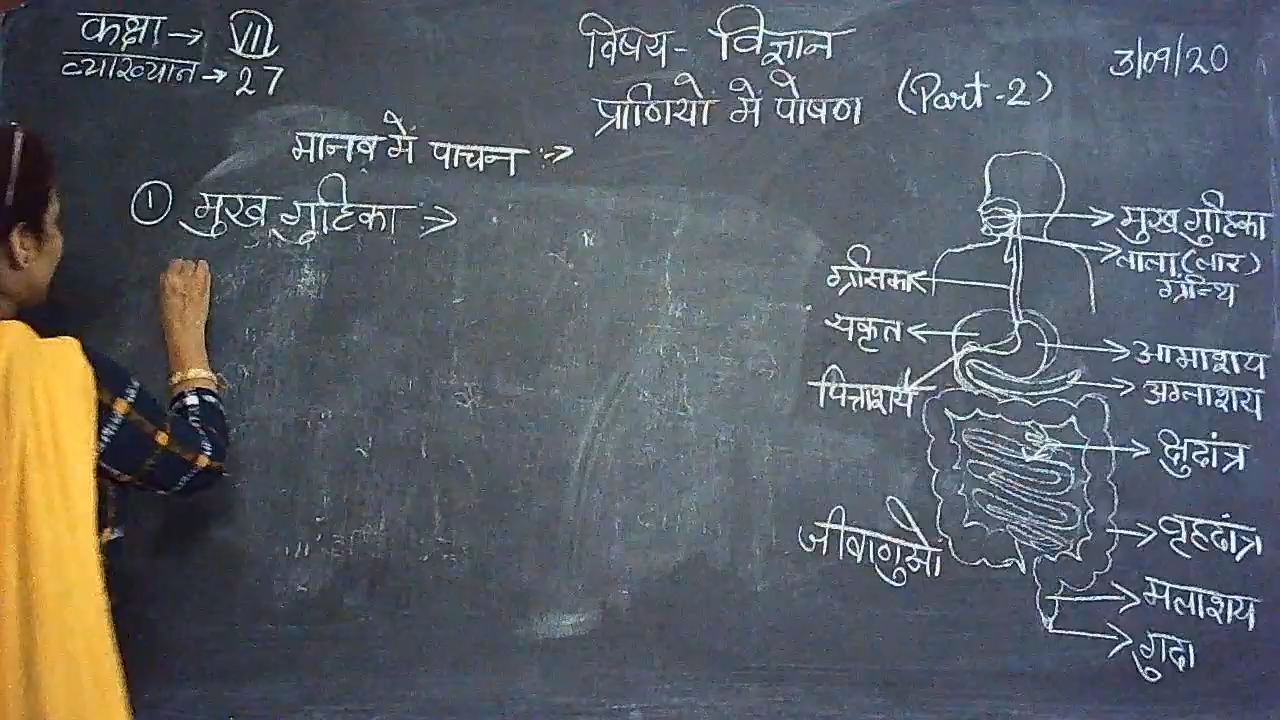 कक्षा → VII
व्याख्यान → 27
विषय - विज्ञान
3/09/20
प्राणियों में पोषण (Part-2)
मानव में पाचन :->
① मुख गुहिका :->
मुख गुहिका
लाला (लार)
ग्रन्थि
ग्रसिका
यकृत
आमाशय
पित्ताशय
अग्नाशय
क्षुदांत्र
जीवाणुओ
वृहदांत्र
मलाशय
गुदा